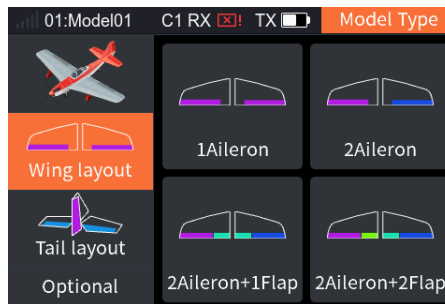 01:Model01 C1 RX ! TX Model Type
1Aileron 2Aileron
Wing layout
Tail layout
2Aileron+1Flap 2Aileron+2Flap
Optional